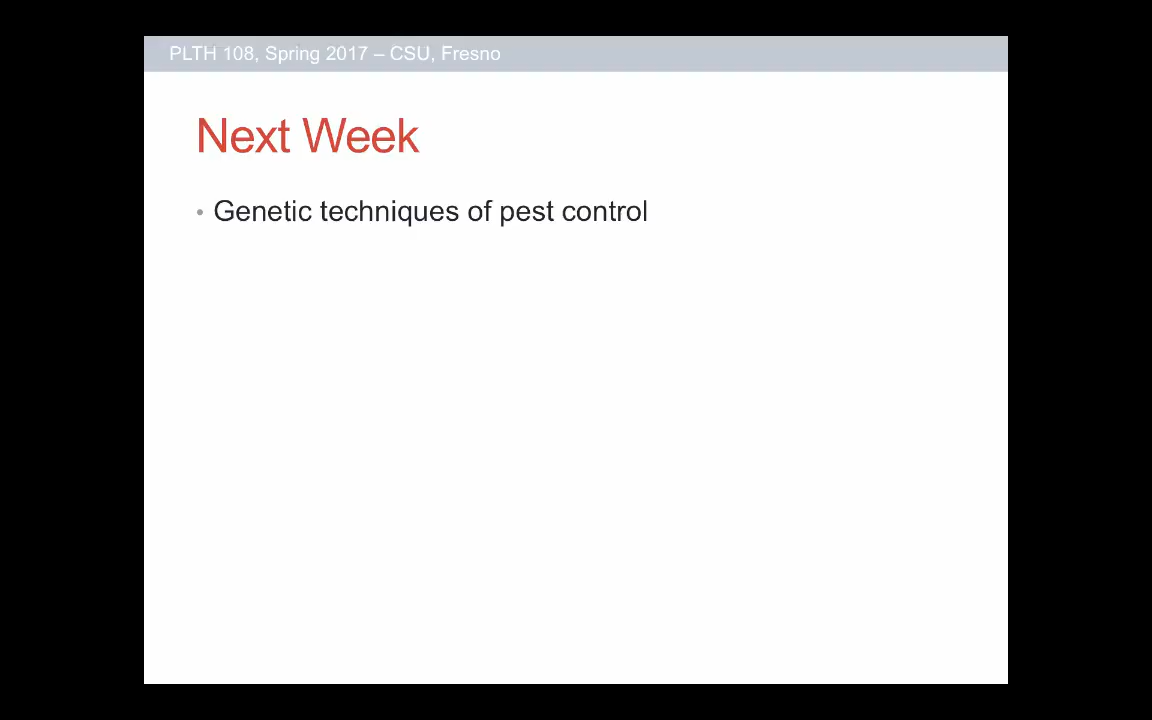 PLTH 108, Spring 2017 – CSU, Fresno
Next Week
• Genetic techniques of pest control